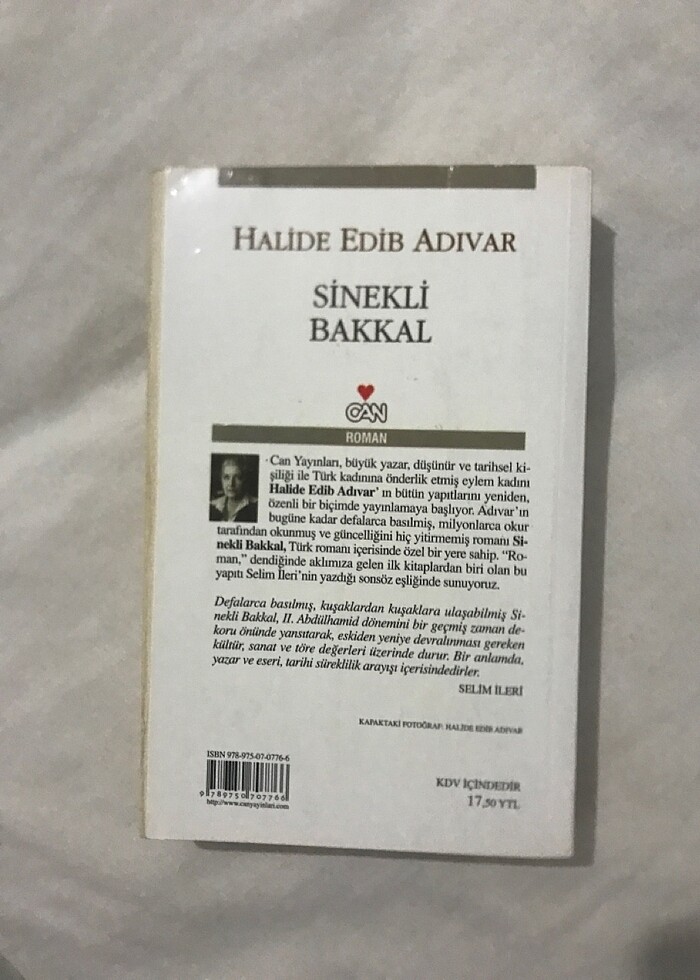 HALİDE EDİB ADIVAR
SİNEKLİ
BAKKAL
CAN
ROMAN
Can Yayınları, büyük yazar, düşünür ve tarihsel ki-
şiliği ile Türk kadınına önderlik etmiş eylem kadını
Halide Edib Adıvar' ın bütün yapıtlarını yeniden,
özenli bir biçimde yayınlamaya başlıyor. Adıvar'ın
bugüne kadar defalarca basılmış, milyonlarca okur
tarafından okunmuş ve güncelliğini hiç yitirmemiş romanı Si-
nekli Bakkal, Türk romanı içerisinde özel bir yere sahip. "Ro-
man," dendiğinde aklımıza gelen ilk kitaplardan biri olan bu
yapıtı Selim İleri'nin yazdığı sonsöz eşliğinde sunuyoruz.
Defalarca basılmış, kuşaklardan kuşaklara ulaşabilmiş Si-
nekli Bakkal, II. Abdülhamid dönemini bir geçmiş zaman de-
koru önünde yansıtarak, eskiden yeniye devralınması gereken
kültür, sanat ve töre değerleri üzerinde durur. Bir anlamda,
yazar ve eseri, tarihi süreklilik arayışı içerisindedirler.
SELİM İLERİ
KAPAKTAKİ FOTOĞRAF: HALİDE EDİB ADIVAR
ISBN 978-975-07-0776-6
9 789750 707766
http://www.canyayinlari.com
KDV İÇİNDEDİR
17,50 YTL